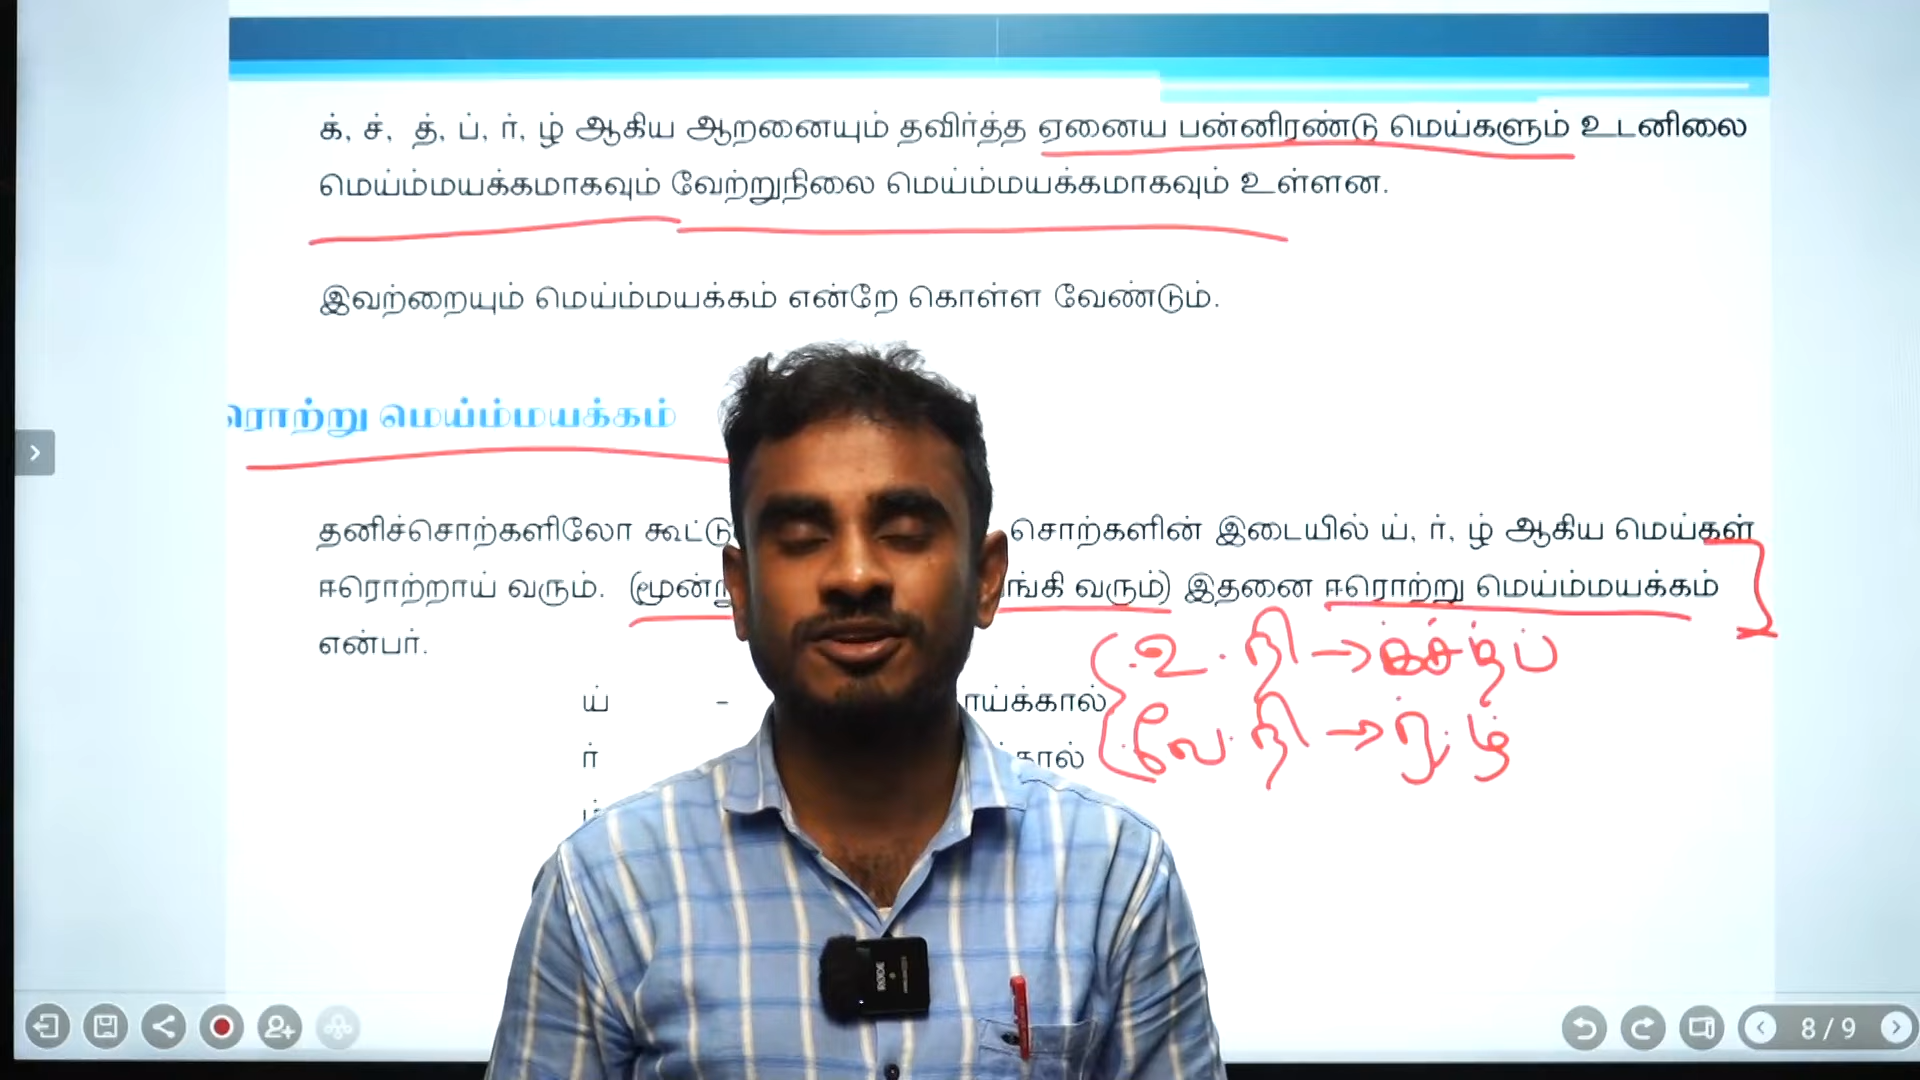 க், ச், த், ப், ர், ழ் ஆகிய ஆறனையும் தவிர்த்த ஏனைய பன்னிரண்டு மெய்களும் உடனிலை
மெய்ம்மயக்கமாகவும் வேற்றுநிலை மெய்ம்மயக்கமாகவும் உள்ளன.
இவற்றையும் மெய்ம்மயக்கம் என்றே கொள்ள வேண்டும்.
ரொற்று மெய்ம்மயக்கம்
தனிச்சொற்களிலோ கூட்டு சொற்களின் இடையில் ய், ர், ழ் ஆகிய மெய்கள்
ஈரொற்றாய் வரும். வரும்) இதனை ஈரொற்று மெய்ம்மயக்கம்
என்பர்.
உ. நி → க் ச் த் ப்
ய் -
வே. நி → ர், ழ்
ர்
8 / 9